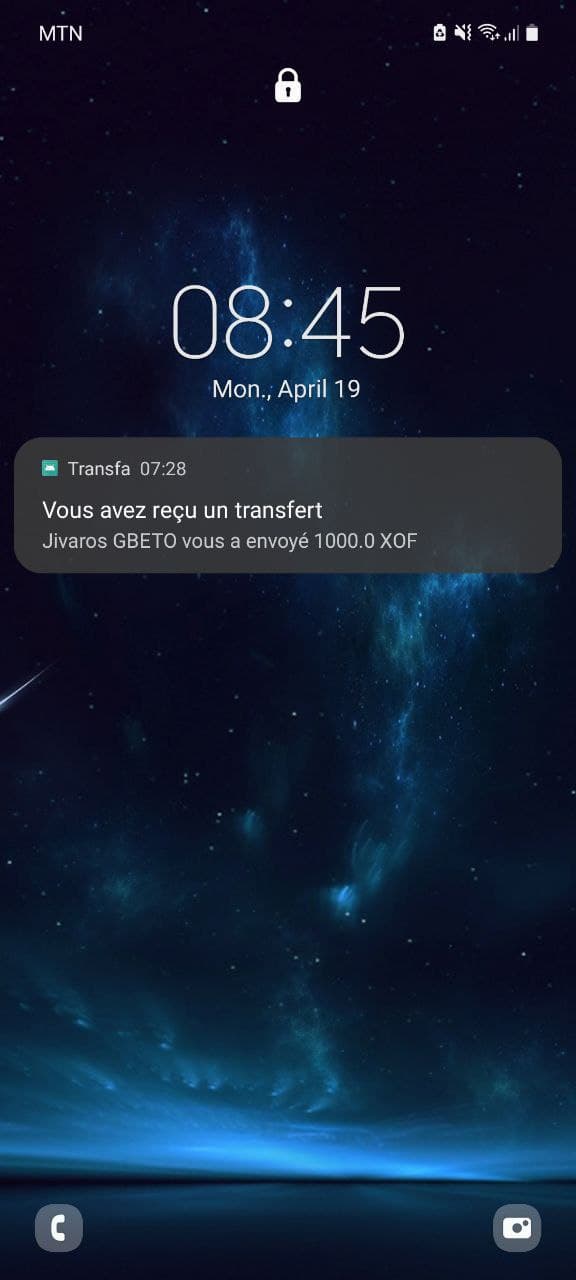 MTN
08:45
Mon., April 19
Transfa 07:28
Vous avez reçu un transfert
Jivaros GBETO vous a envoyé 1000.0 XOF